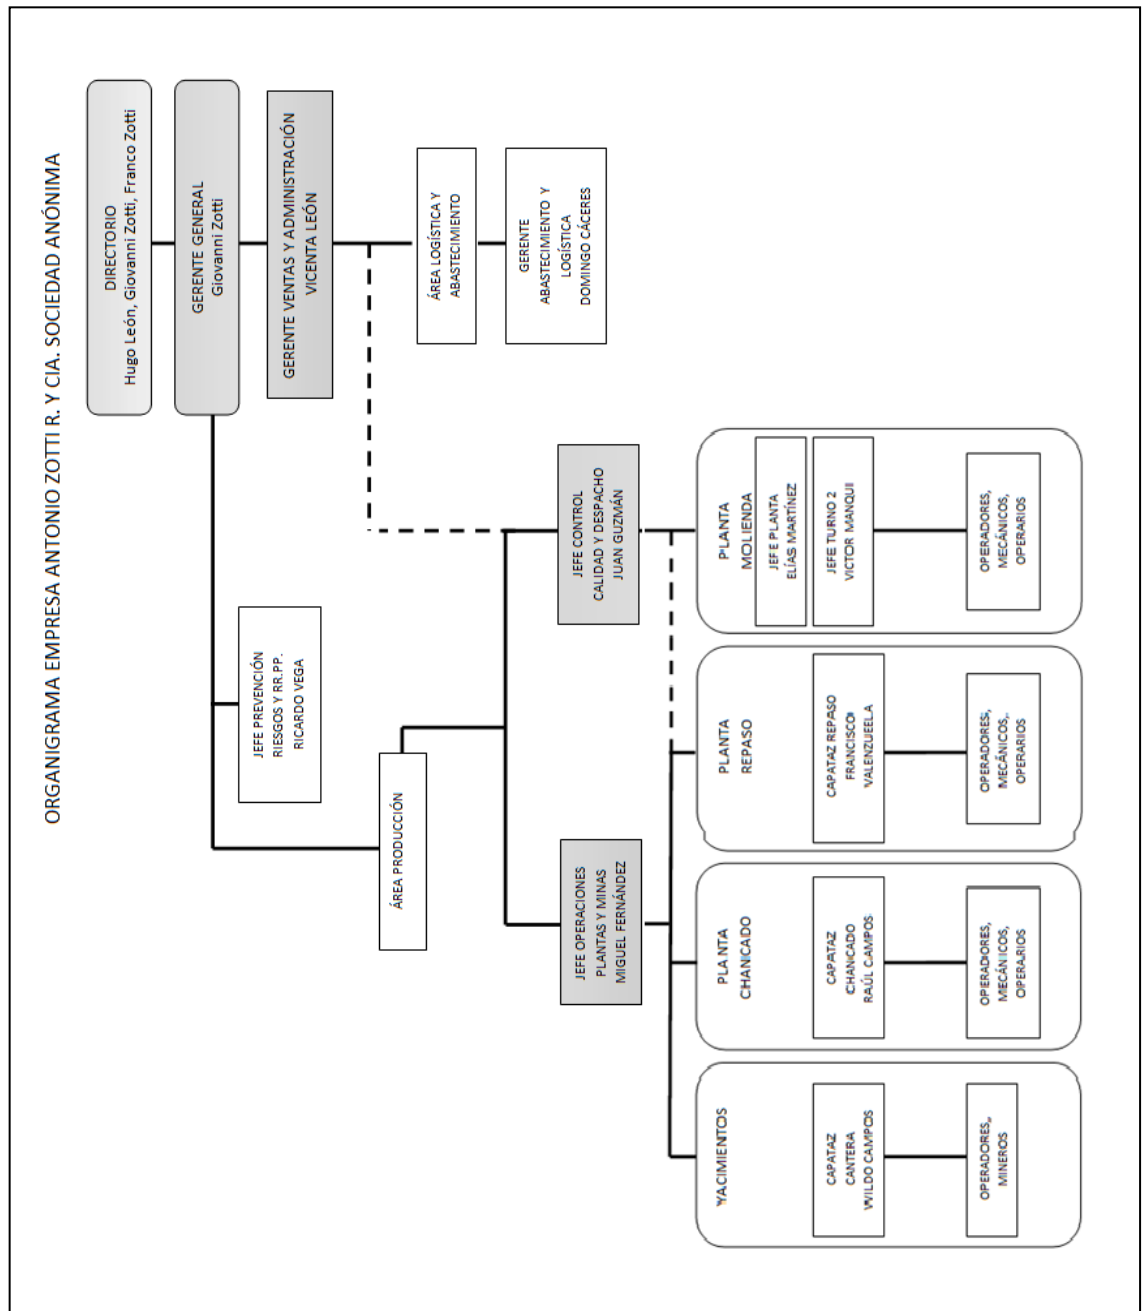 ORGANIGRAMA EMPRESA ANTONIO ZOTTI R. Y CIA. SOCIEDAD ANÓNIMA
DIRECTORIO
Hugo León, Giovanni Zotti, Franco Zotti
GERENTE GENERAL
Giovanni Zotti
GERENTE VENTAS Y ADMINISTRACIÓN
VICENTA LEÓN
JEFE PREVENCIÓN
RIESGOS Y RR.PP.
RICARDO VEGA
ÁREA PRODUCCIÓN
ÁREA LOGÍSTICA Y
ABASTECIMIENTO
GERENTE
ABASTECIMIENTO Y
LOGÍSTICA
DOMINGO CÁCERES
JEFE OPERACIONES
PLANTAS Y MINAS
MIGUEL FERNÁNDEZ
JEFE CONTROL
CALIDAD Y DESPACHO
JUAN GUZMÁN
YACIMIENTOS
CAPATAZ
CANTERA
WILDO CAMPOS
OPERADORES,
MINEROS
PLANTA
CHANCADO
CAPATAZ
CHANCADO
RAÚL CAMPOS
OPERADORES,
MECÁNICOS,
OPERARIOS
PLANTA
REPASO
CAPATAZ REPASO
FRANCISCO
VALENZUEELA
OPERADORES,
MECÁNICOS,
OPERARIOS
PLANTA
MOLIENDA
JEFE PLANTA
ELÍAS MARTÍNEZ
JEFE TURNO 2
VICTOR MANQUI
OPERADORES,
MECÁNICOS,
OPERARIOS